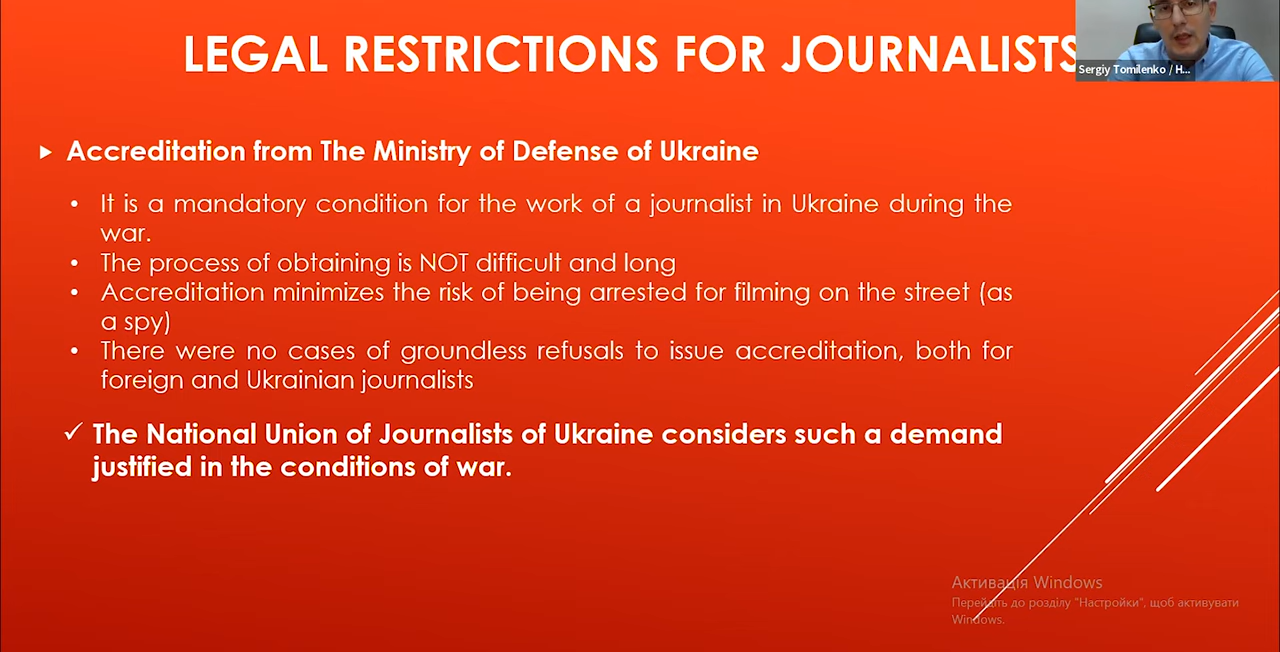 LEGAL RESTRICTIONS FOR JOURNALISTS
Sergiy Tomilenko / H...
Accreditation from The Ministry of Defense of Ukraine
• It is a mandatory condition for the work of a journalist in Ukraine during the
war.
• The process of obtaining is NOT difficult and long
• Accreditation minimizes the risk of being arrested for filming on the street (as
a spy)
• There were no cases of groundless refusals to issue accreditation, both for
foreign and Ukrainian journalists
✓ The National Union of Journalists of Ukraine considers such a demand
justified in the conditions of war.
Активація Windows
Перейдіть до розділу "Настройки", щоб активувати
Windows.